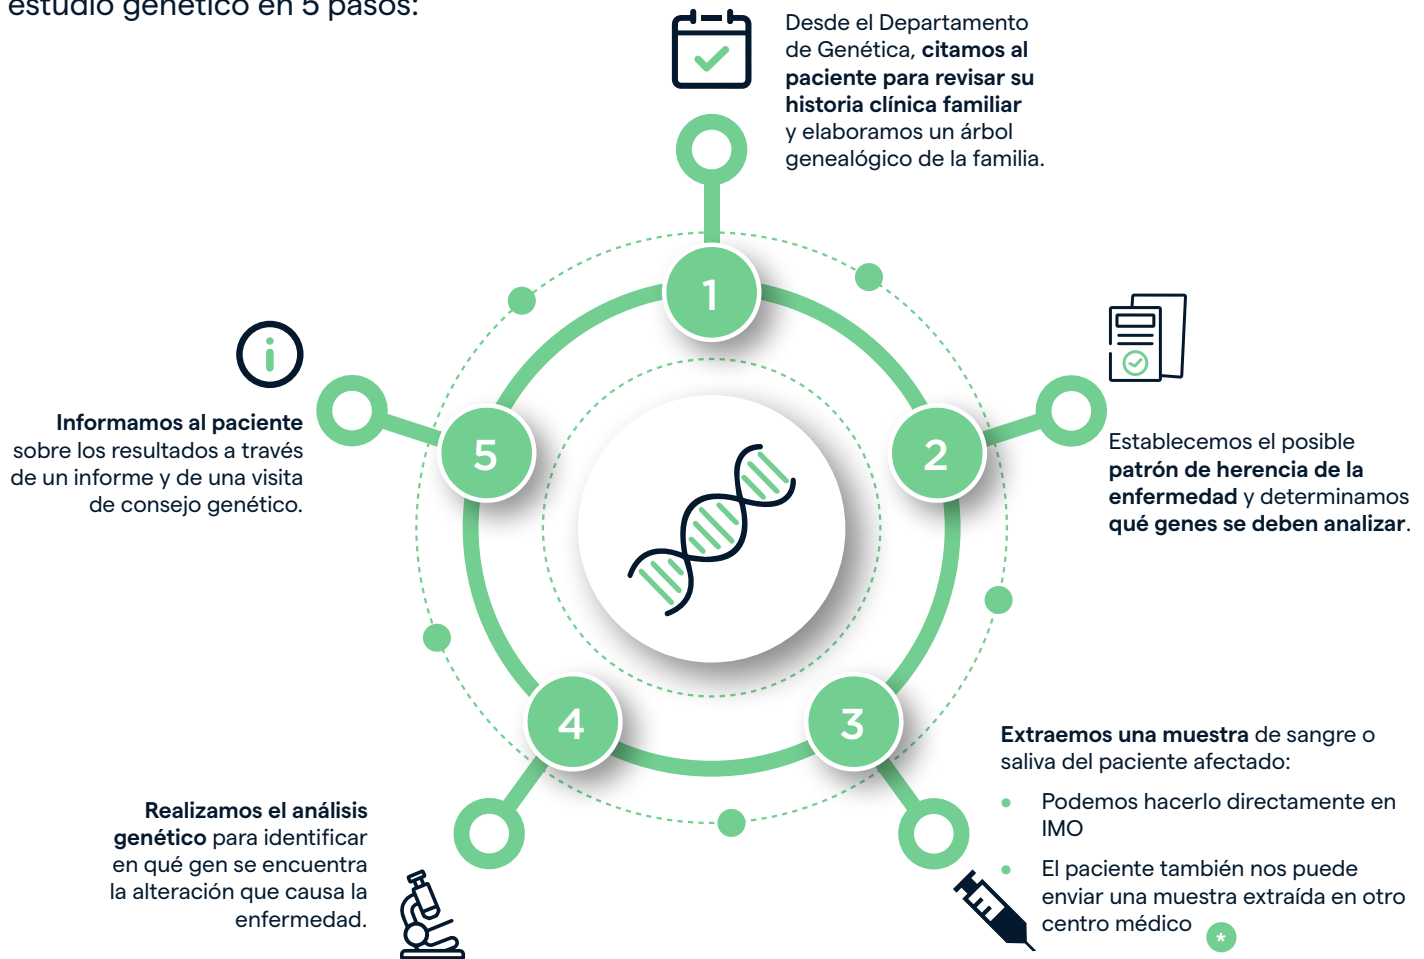 estudio genético en 5 pasos:
Desde el Departamento
de Genética, citamos al
paciente para revisar su
historia clínica familiar
y elaboramos un árbol
genealógico de la familia.
1
2
Establecemos el posible
patrón de herencia de la
enfermedad y determinamos
qué genes se deben analizar.
3
Extraemos una muestra de sangre o
saliva del paciente afectado:
• Podemos hacerlo directamente en
IMO
• El paciente también nos puede
enviar una muestra extraída en otro
centro médico *
4
Realizamos el análisis
genético para identificar
en qué gen se encuentra
la alteración que causa la
enfermedad.
5
Informamos al paciente
sobre los resultados a través
de un informe y de una visita
de consejo genético.